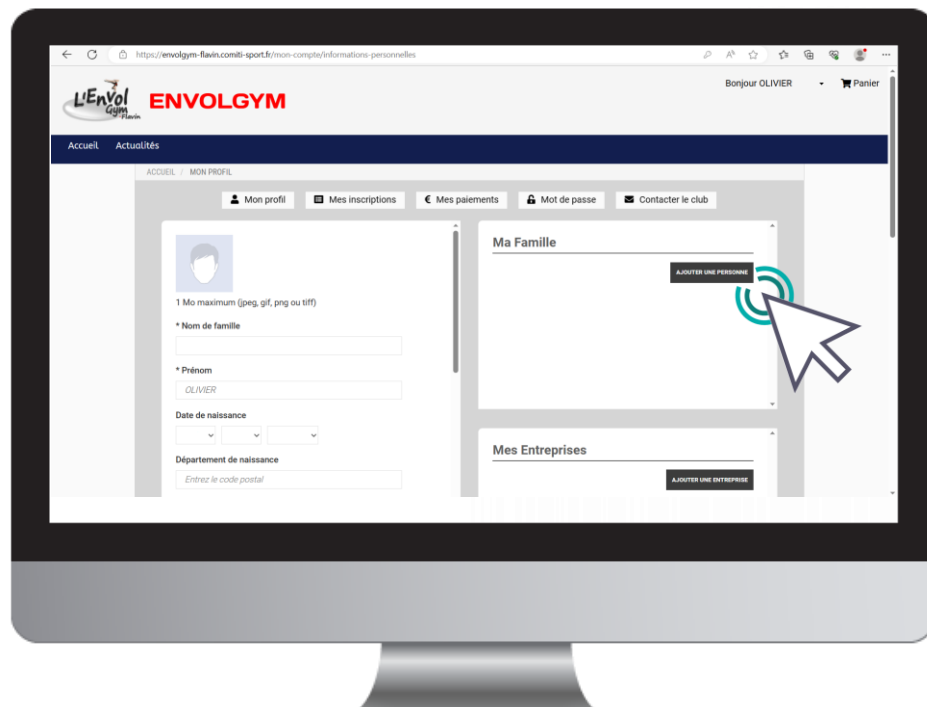 https://envolgym-flavin.comiti-sport.fr/mon-compte/informations-personnelles
Bonjour OLIVIER
Panier
L'Envol
Gym
Flavin
ENVOLGYM
Accueil Actualités
ACCUEIL / MON PROFIL
Mon profil Mes inscriptions € Mes paiements Mot de passe Contacter le club
1 Mo maximum (jpeg, gif, png ou tiff)
* Nom de famille
* Prénom
OLIVIER
Date de naissance
Département de naissance
Entrez le code postal
Ma Famille
AJOUTER UNE PERSONNE
Mes Entreprises
AJOUTER UNE ENTREPRISE